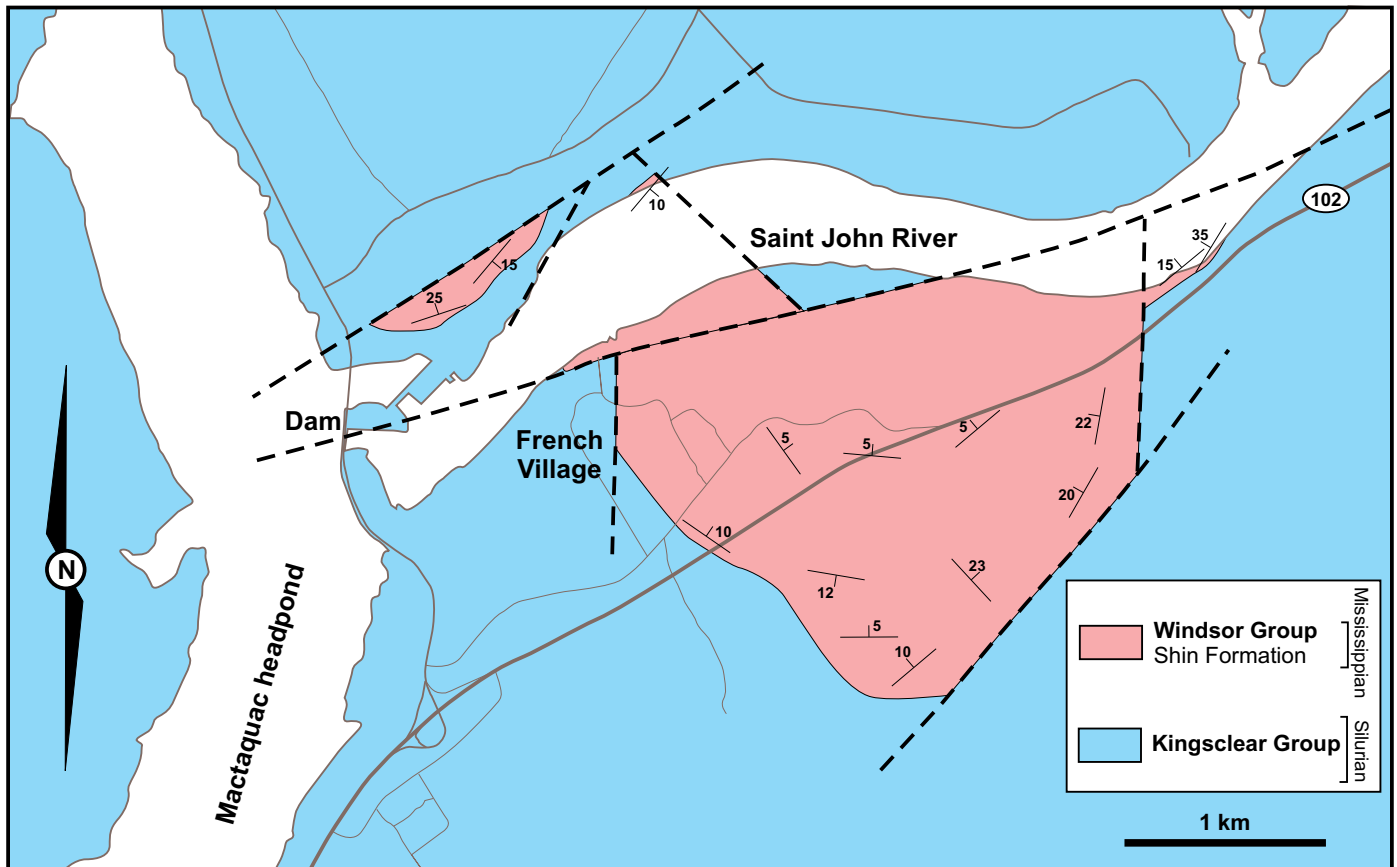 102
10
Saint John River
35
15
15
25
Dam
French
Village
5
5
5
22
20
10
23
12
5
10
N
Mactaquac headpond
Windsor Group
Shin Formation
Mississippian
Kingsclear Group
Silurian
1 km